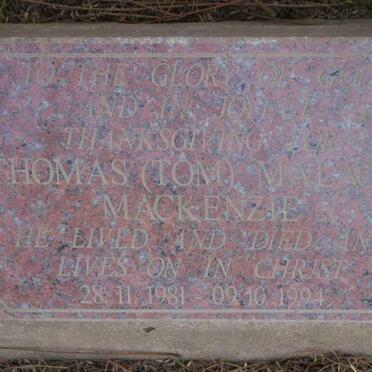 TO THE GLORY OF GOD
AND IN JOYFUL
THANKSGIVING FOR
THOMAS (TOM)
MACKENZIE
HE LIVED AND DIED AND
LIVES ON IN CHRIST
28.11.1981 - 09.10.1994